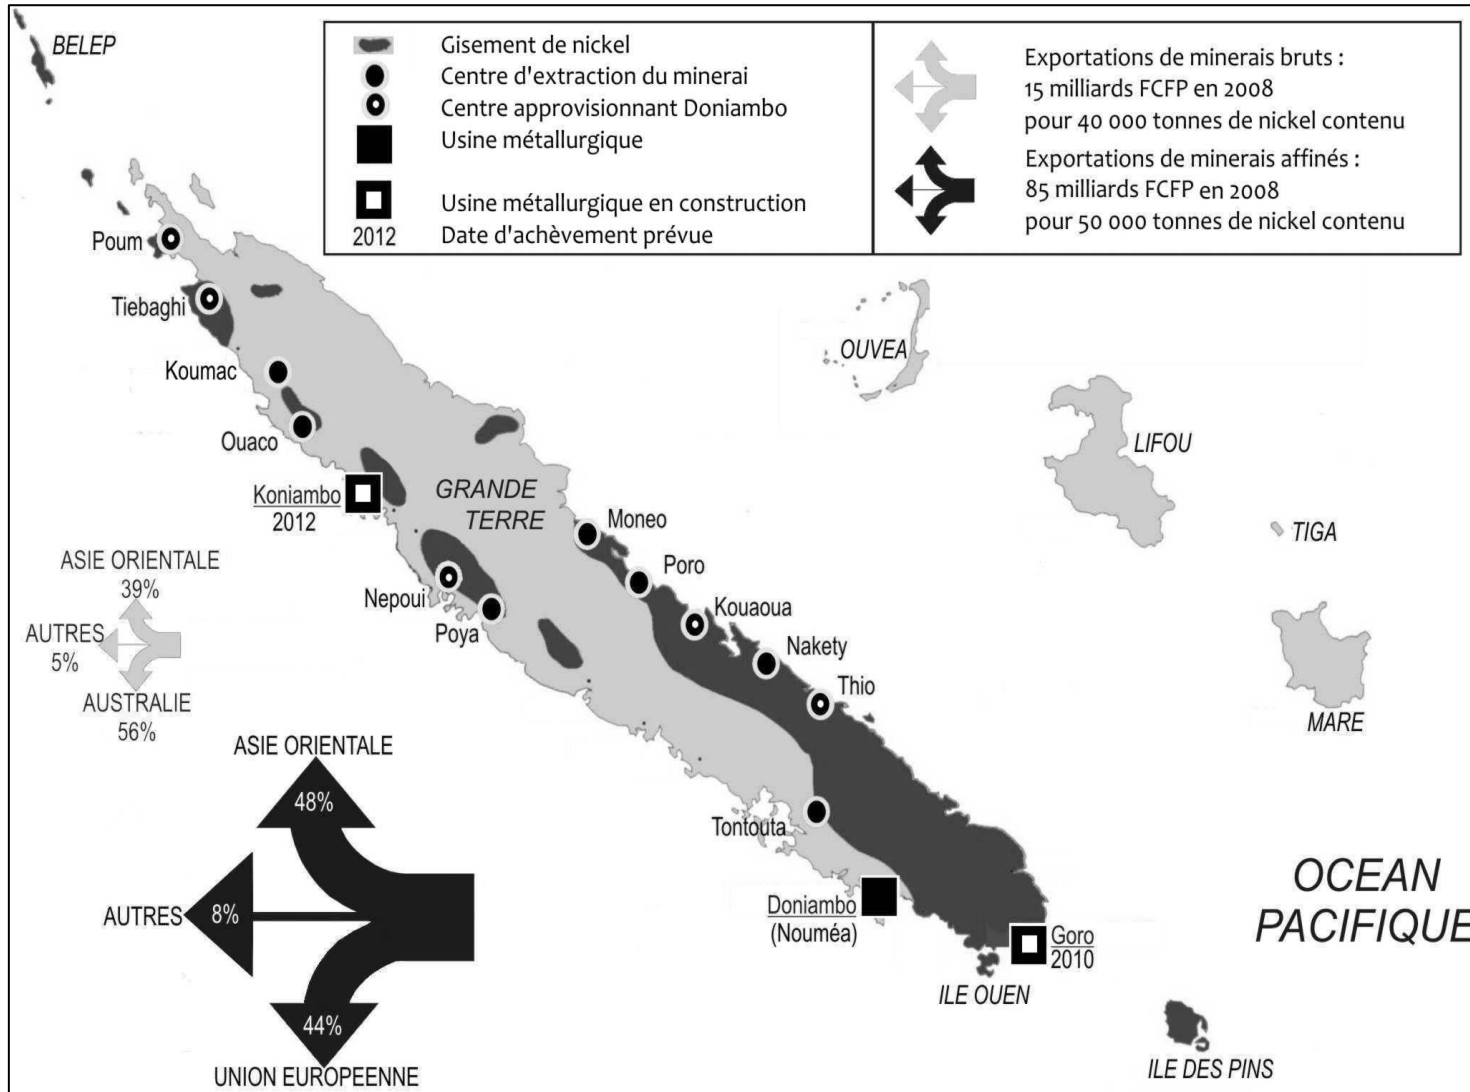 BELEP
Gisement de nickel
Centre d'extraction du minerai
Centre approvisionnant Doniambo
Usine métallurgique
Usine métallurgique en construction
2012
Date d'achèvement prévue
Exportations de minerais bruts :
15 milliards FCFP en 2008
pour 40 000 tonnes de nickel contenu
Exportations de minerais affinés :
85 milliards FCFP en 2008
pour 50 000 tonnes de nickel contenu
Poum
Tiebaghi
Koumac
Ouaco
Koniambo
2012
GRANDE
TERRE
Moneo
Poro
Kouaoua
Nakety
Thio
Nepoui
Poya
Tontouta
Doniambo
(Nouméa)
Goro
2010
ILE OUEN
ILE DES PINS
OUVEA
LIFOU
TIGA
MARE
OCEAN
PACIFIQUE
ASIE ORIENTALE
39%
AUTRES
5%
AUSTRALIE
56%
ASIE ORIENTALE
48%
AUTRES
8%
44%
UNION EUROPEENNE